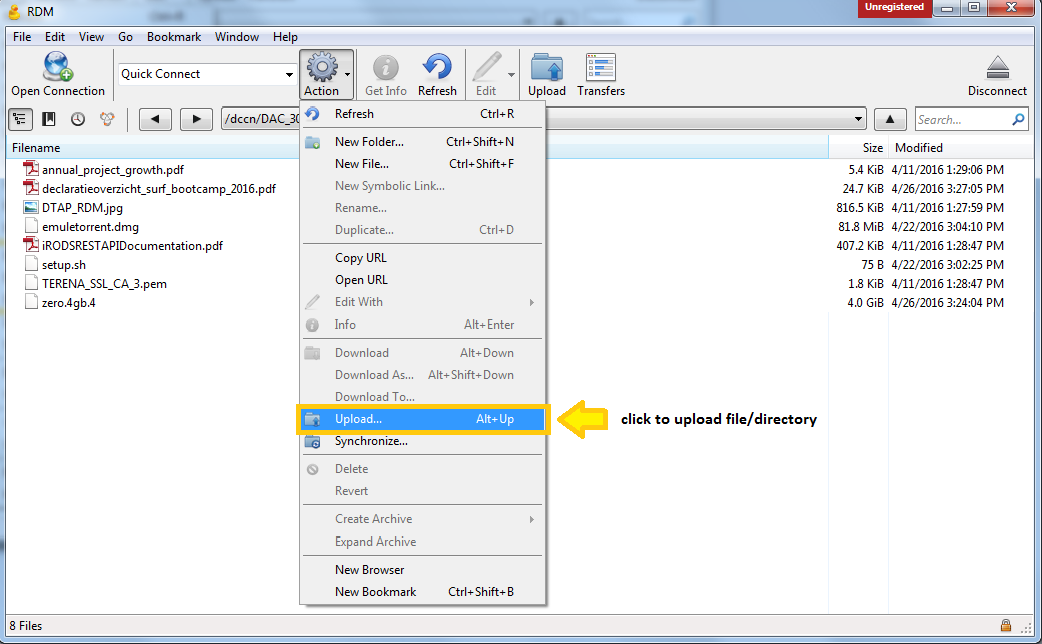 RDM
Unregistered
File Edit View Go Bookmark Window Help
Open Connection
Quick Connect
Action
Get Info
Refresh
Edit
Upload
Transfers
Disconnect
/dccn/DAC_30
Search...
Filename Size Modified
annual_project_growth.pdf 5.4 KiB 4/11/2016 1:29:06 PM
declaratieoverzicht_surf_bootcamp_2016.pdf 24.7 KiB 4/26/2016 3:27:05 PM
DTAP_RDM.jpg 816.5 KiB 4/11/2016 1:27:59 PM
emuletorrent.dmg 81.8 MiB 4/22/2016 3:04:10 PM
iRODSRESTAPIDocumentation.pdf 407.2 KiB 4/11/2016 1:28:47 PM
setup.sh 75 B 4/22/2016 3:02:25 PM
TERENA_SSL_CA_3.pem 1.8 KiB 4/11/2016 1:28:47 PM
zero.4gb.4 4.0 GiB 4/26/2016 3:24:04 PM
Refresh Ctrl+R
New Folder... Ctrl+Shift+N
New File... Ctrl+Shift+F
New Symbolic Link...
Rename...
Duplicate... Ctrl+D
Copy URL
Open URL
Edit With
Info Alt+Enter
Download Alt+Down
Download As... Alt+Shift+Down
Download To...
Upload... Alt+Up
click to upload file/directory
Synchronize...
Delete
Revert
Create Archive
Expand Archive
New Browser
New Bookmark Ctrl+Shift+B
8 Files